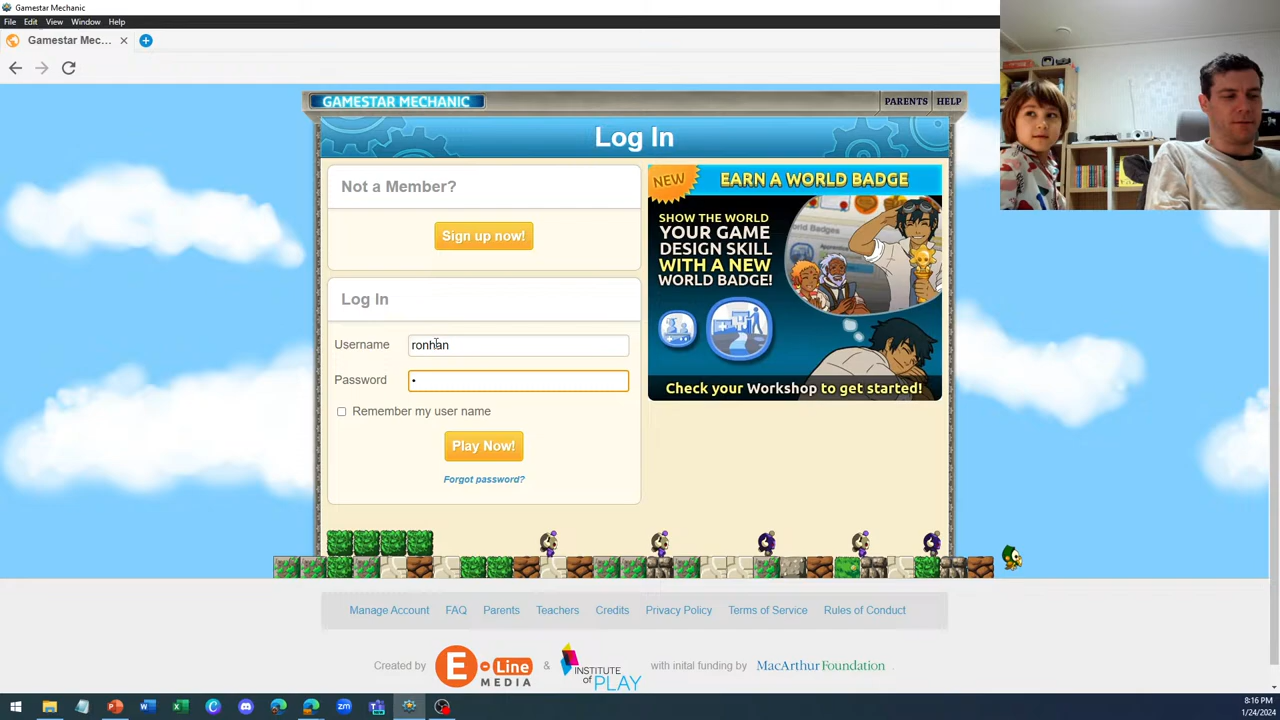 Gamestar Mechanic
File Edit View Window Help
Gamestar Mec...
GAMESTAR MECHANIC
PARENTS HELP
Log In
Not a Member?
Sign up now!
Log In
Username ronhan
Password •
Remember my user name
Play Now!
Forgot password?
NEW
EARN A WORLD BADGE
SHOW THE WORLD
YOUR GAME
DESIGN SKILL
WITH A NEW
WORLD BADGE!
Check your Workshop to get started!
Manage Account FAQ Parents Teachers Credits Privacy Policy Terms of Service Rules of Conduct
Created by E-Line MEDIA & INSTITUTE OF PLAY with inital funding by MacArthur Foundation .
8:16 PM
1/24/2024